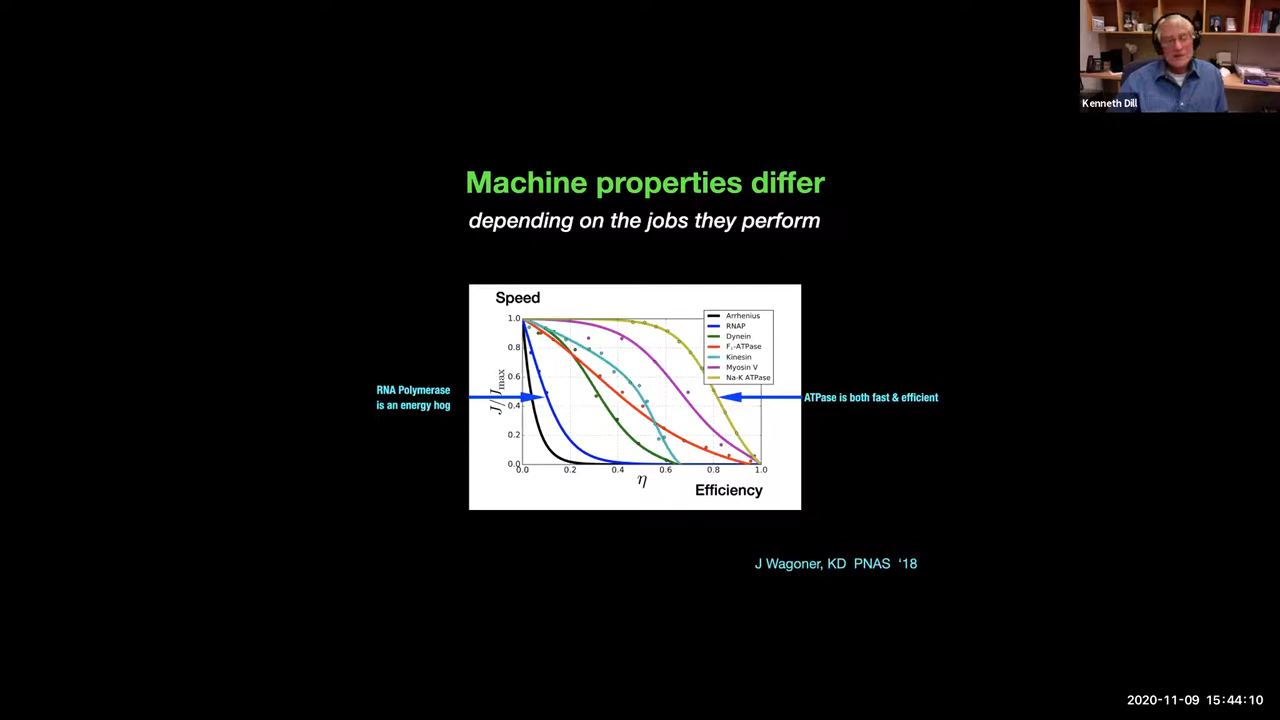 Kenneth Dill
Machine properties differ
depending on the jobs they perform
Speed
1.0
0.8
0.6
0.4
0.2
0.0
J/Jmax
0.0 0.2 0.4 0.6 0.8 1.0
η
Efficiency
Arrhenius
RNAP
Dynein
F₁-ATPase
Kinesin
Myosin V
Na-K ATPase
RNA Polymerase
is an energy hog
ATPase is both fast & efficient
J Wagoner, KD PNAS ‘18
2020-11-09 15:44:10